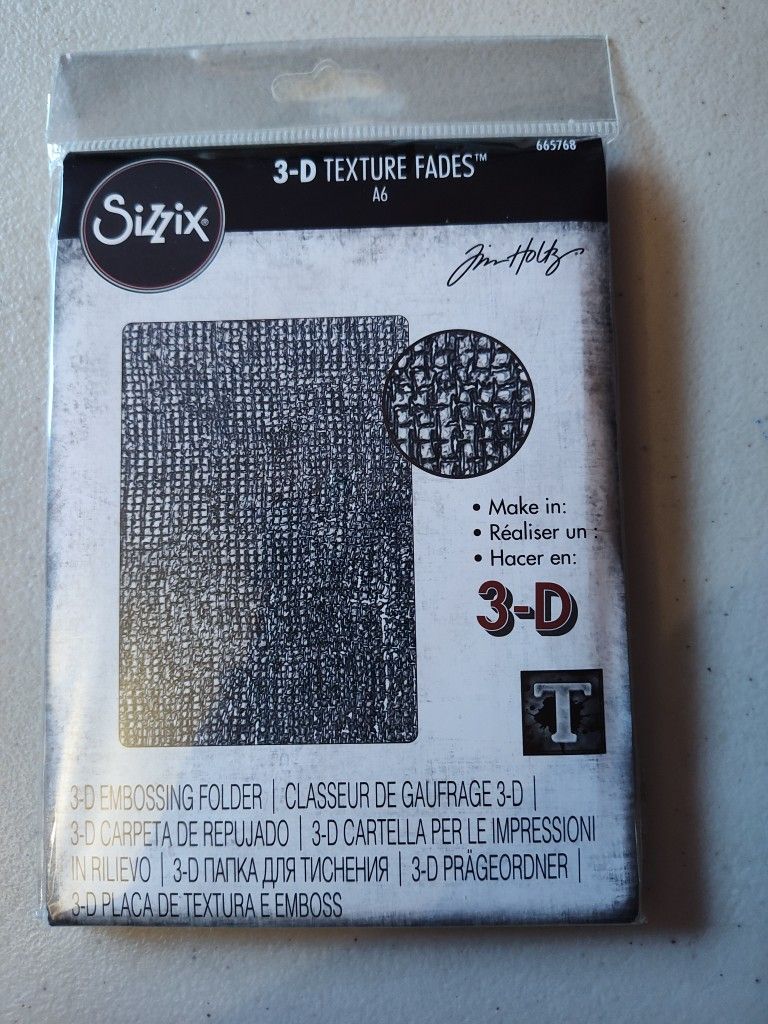 665768
3-D TEXTURE FADES™
A6
Sizzix®
Tim Holtz
• Make in:
• Réaliser un :
• Hacer en:
3-D
T
3-D EMBOSSING FOLDER | CLASSEUR DE GAUFRAGE 3-D |
3-D CARPETA DE REPUJADO | 3-D CARTELLA PER LE IMPRESSIONI
IN RILIEVO | 3-D ПАПКА ДЛЯ ТИСНЕНИЯ | 3-D PRÄGEORDNER |
3-D PLACA DE TEXTURA E EMBOSS